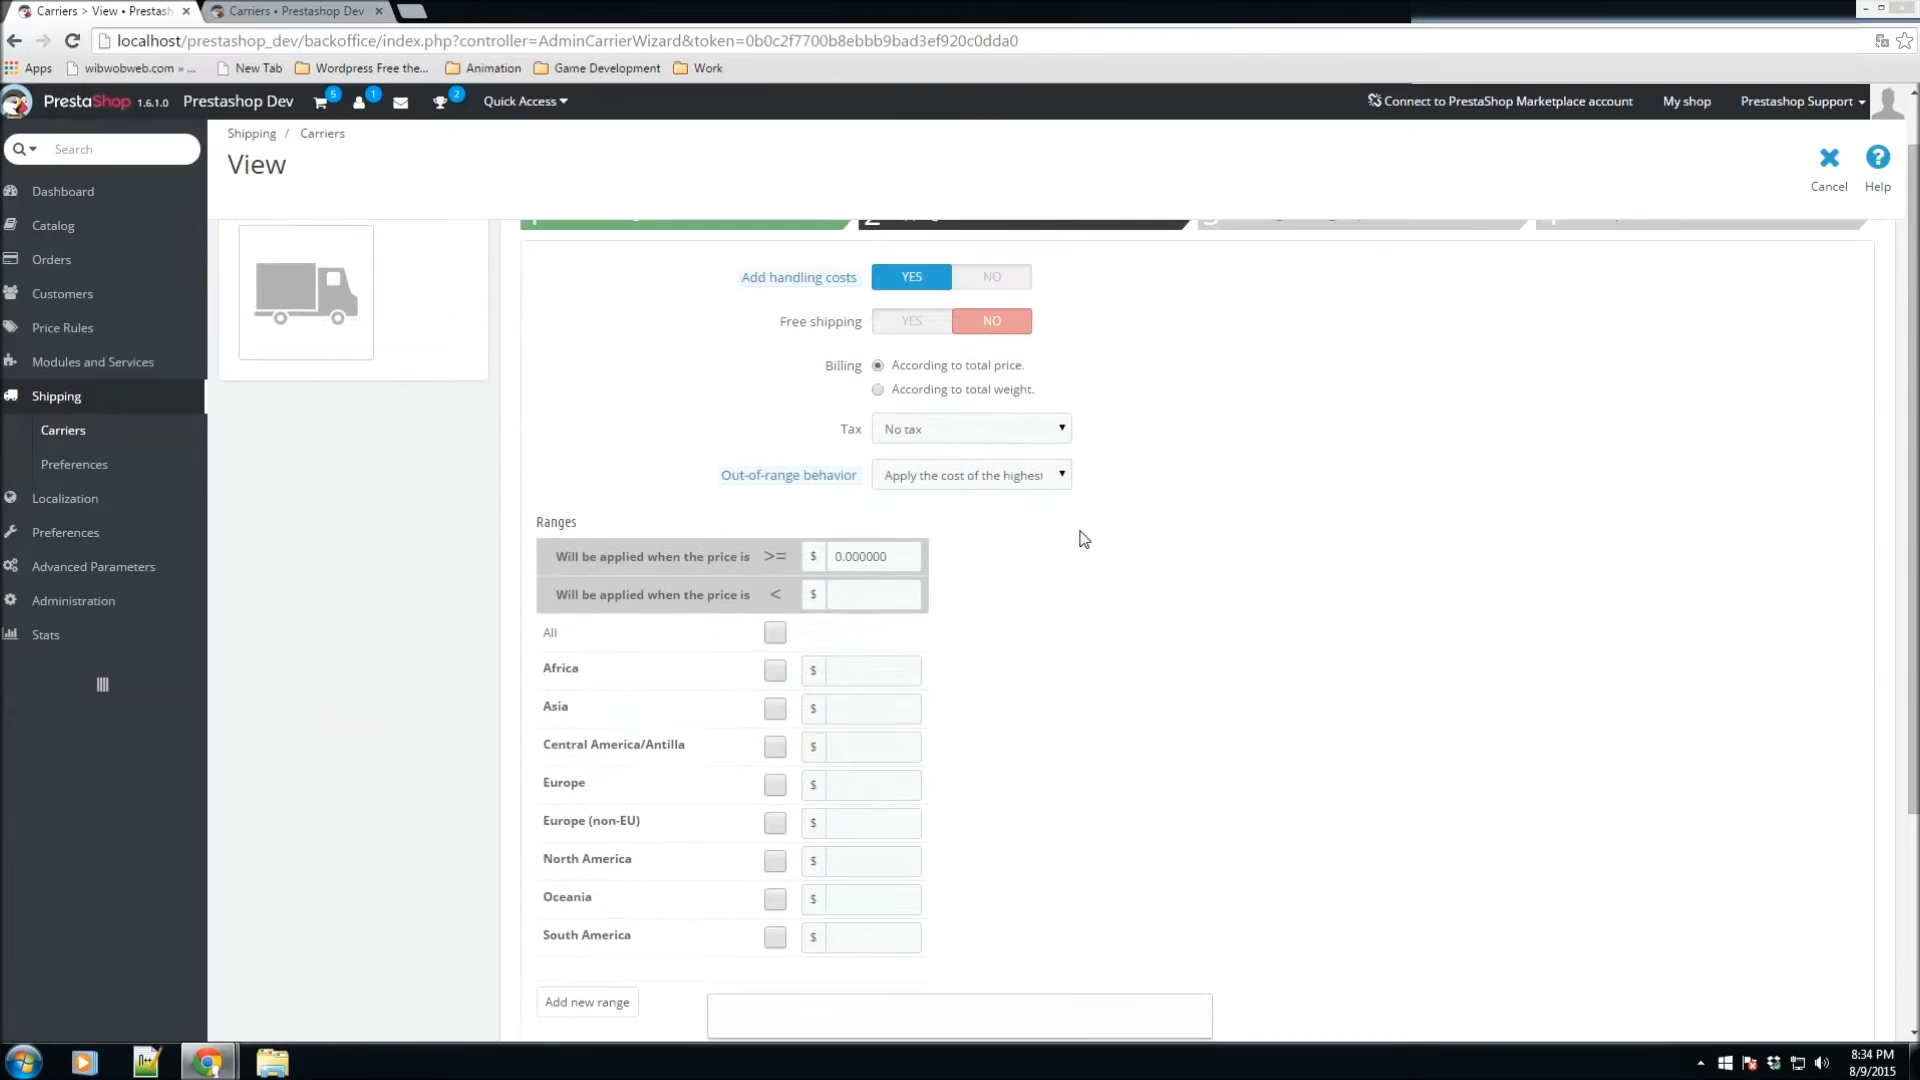 Carriers > View • Prestash
Carriers • Prestashop Dev
localhost/prestashop_dev/backoffice/index.php?controller=AdminCarrierWizard&token=0b0c2f7700b8ebbb9bad3ef920c0dda0
Apps
wibwobweb.com » ...
New Tab
Wordpress Free the...
Animation
Game Development
Work
PrestaShop 1.6.1.0
Prestashop Dev
5
1
2
Quick Access
Connect to PrestaShop Marketplace account
My shop
Prestashop Support
Search
Dashboard
Catalog
Orders
Customers
Price Rules
Modules and Services
Shipping
Carriers
Preferences
Localization
Preferences
Advanced Parameters
Administration
Stats
Shipping / Carriers
View
Cancel
Help
Add handling costs YES NO
Free shipping YES NO
Billing According to total price.
According to total weight.
Tax No tax
Out-of-range behavior Apply the cost of the highest
Ranges
Will be applied when the price is >= $ 0.000000
Will be applied when the price is < $
All
Africa $
Asia $
Central America/Antilla $
Europe $
Europe (non-EU) $
North America $
Oceania $
South America $
Add new range
8:34 PM
8/9/2015